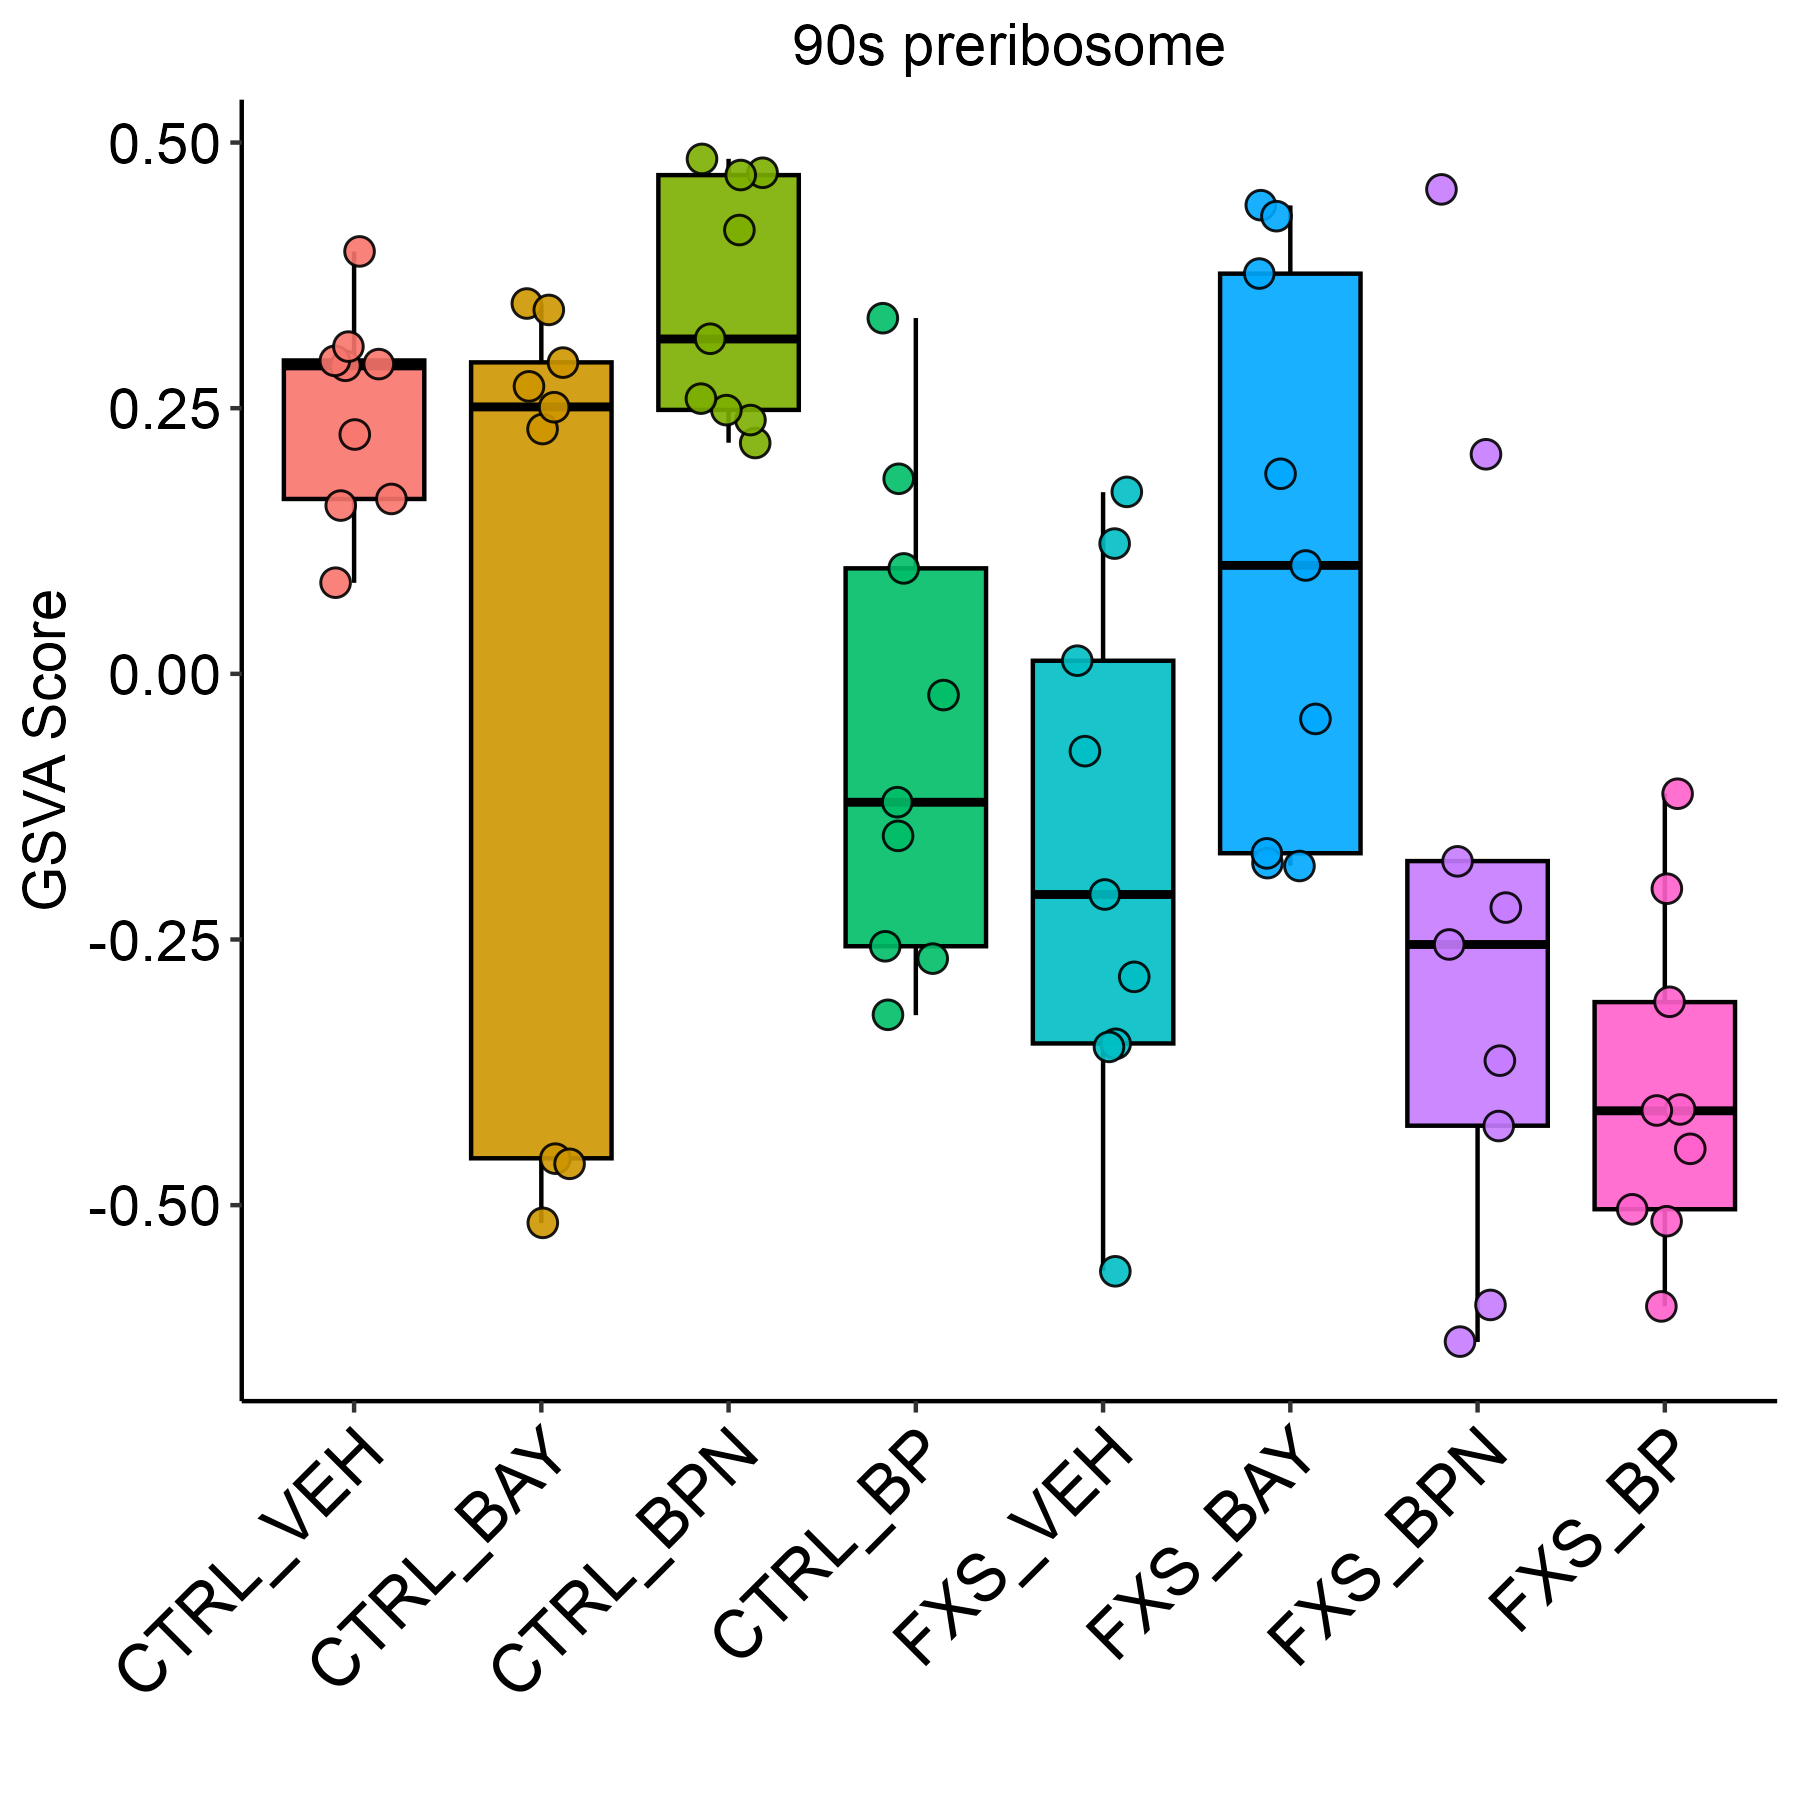 90s preribosome
GSVA Score
0.50
0.25
0.00
-0.25
-0.50
CTRL_VEH
CTRL_BAY
CTRL_BPN
CTRL_BP
FXS_VEH
FXS_BAY
FXS_BPN
FXS_BP